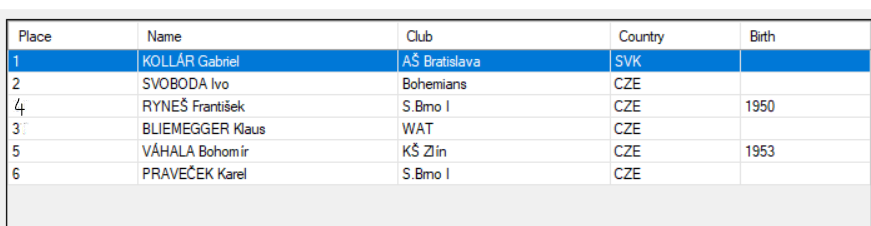 Place Name Club Country Birth
1 KOLLÁR Gabriel AŠ Bratislava SVK
2 SVOBODA Ivo Bohemians CZE
4 RYNEŠ František S.Brno I CZE 1950
3 BLIEMEGGER Klaus WAT CZE
5 VÁHALA Bohomír KŠ Zlín CZE 1953
6 PRAVEČEK Karel S.Brno I CZE